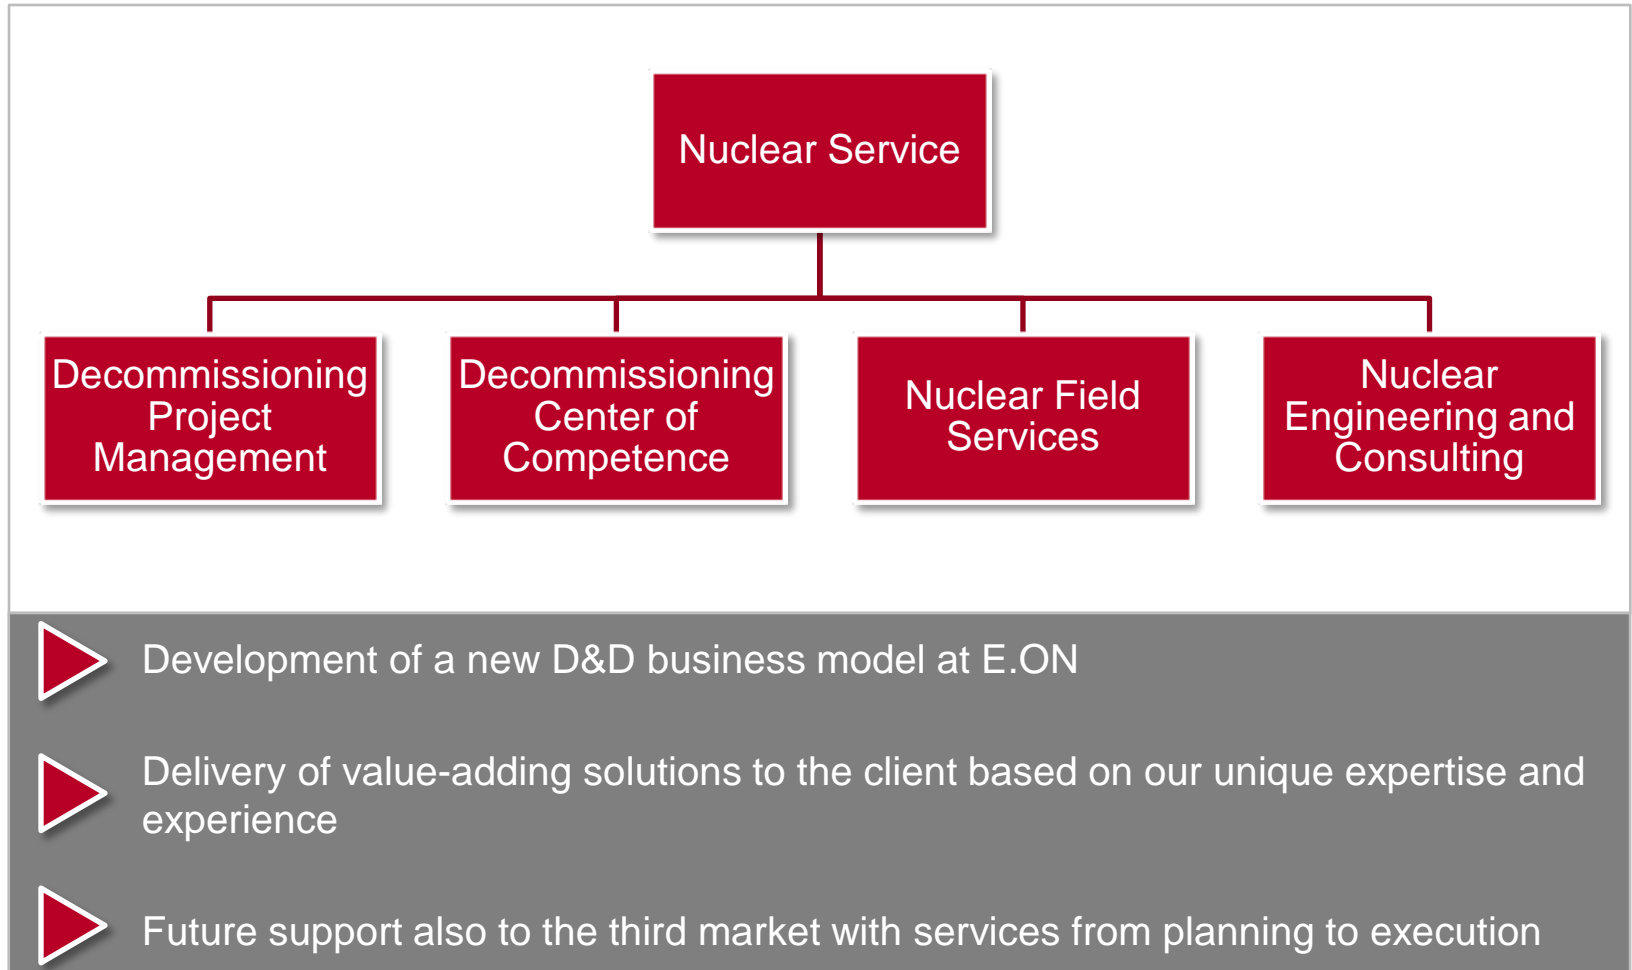 Nuclear Service
Decommissioning
Project
Management
Decommissioning
Center of
Competence
Nuclear Field
Services
Nuclear
Engineering and
Consulting
Development of a new D&D business model at E.ON
Delivery of value-adding solutions to the client based on our unique expertise and
experience
Future support also to the third market with services from planning to execution